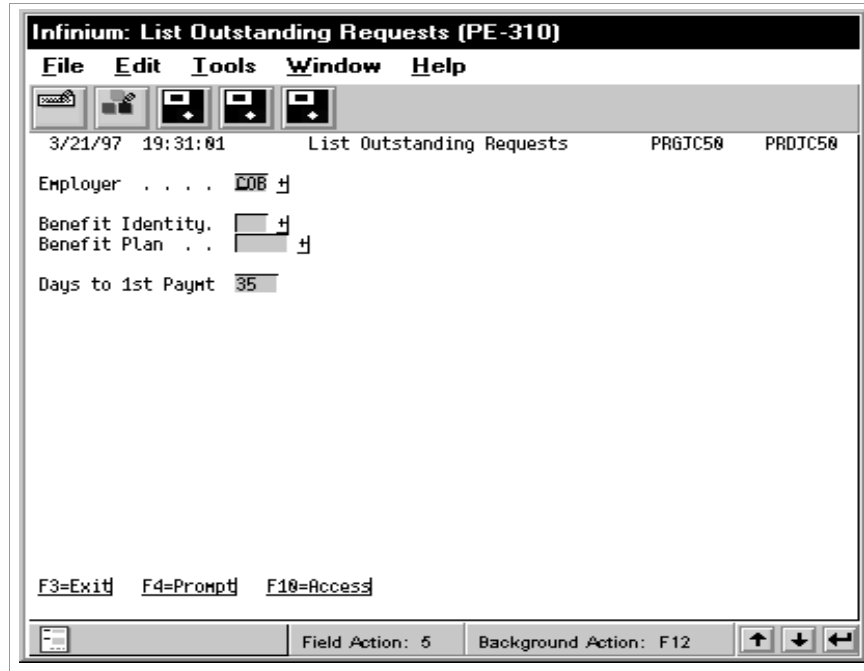 Infinium: List Outstanding Requests (PE-310)
File Edit Tools Window Help
3/21/97 19:31:01 List Outstanding Requests PRGJC50 PRDJC50
Employer . . . . COB +
Benefit Identity. +
Benefit Plan . . +
Days to 1st Paymt 35
F3=Exit F4=Prompt F10=Access
Field Action: 5 Background Action: F12